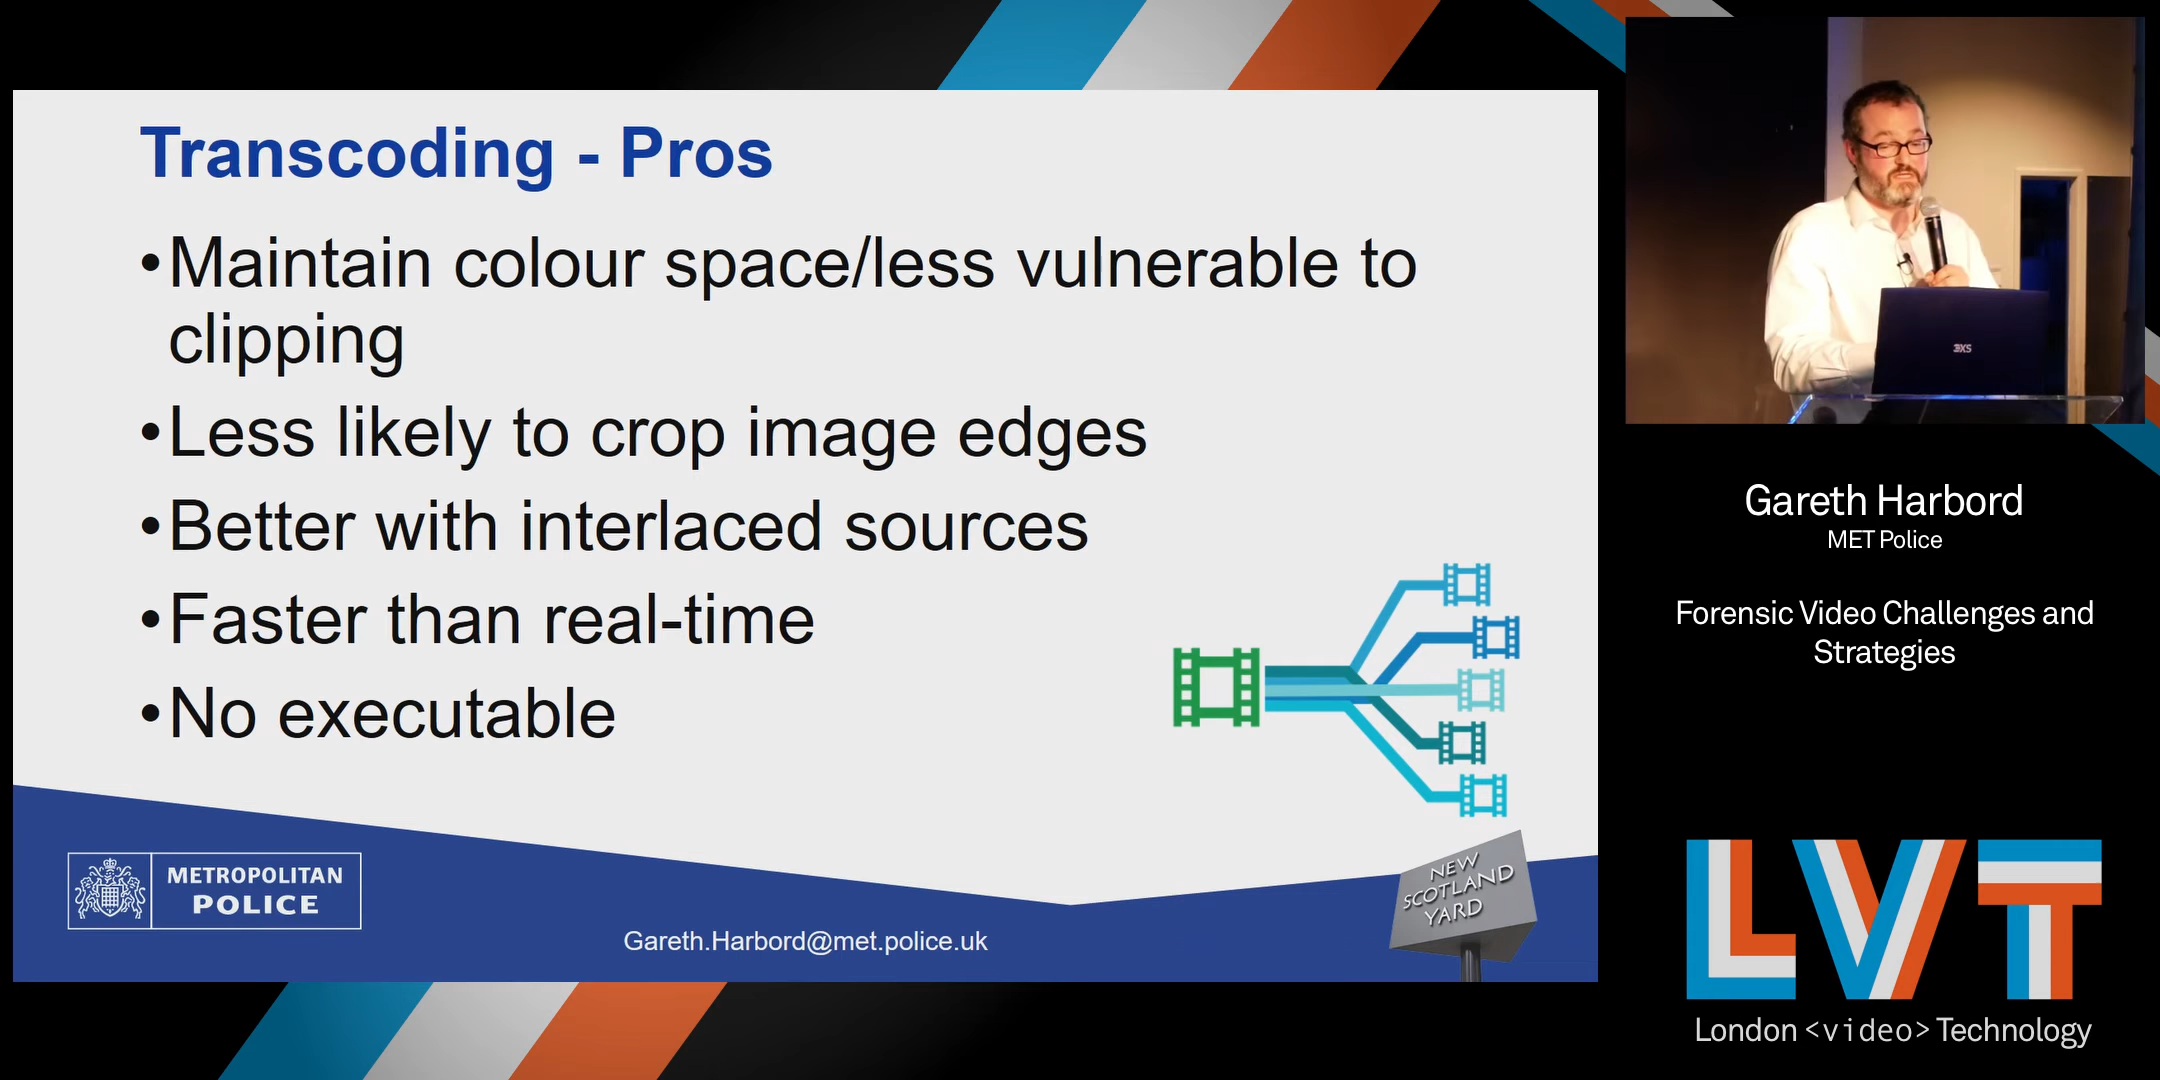 Transcoding - Pros
•Maintain colour space/less vulnerable to
clipping
•Less likely to crop image edges
•Better with interlaced sources
•Faster than real-time
•No executable
METROPOLITAN
POLICE
Gareth.Harbord@met.police.uk
NEW
SCOTLAND
YARD
3XS
Gareth Harbord
MET Police
Forensic Video Challenges and
Strategies
LVT
London <video> Technology